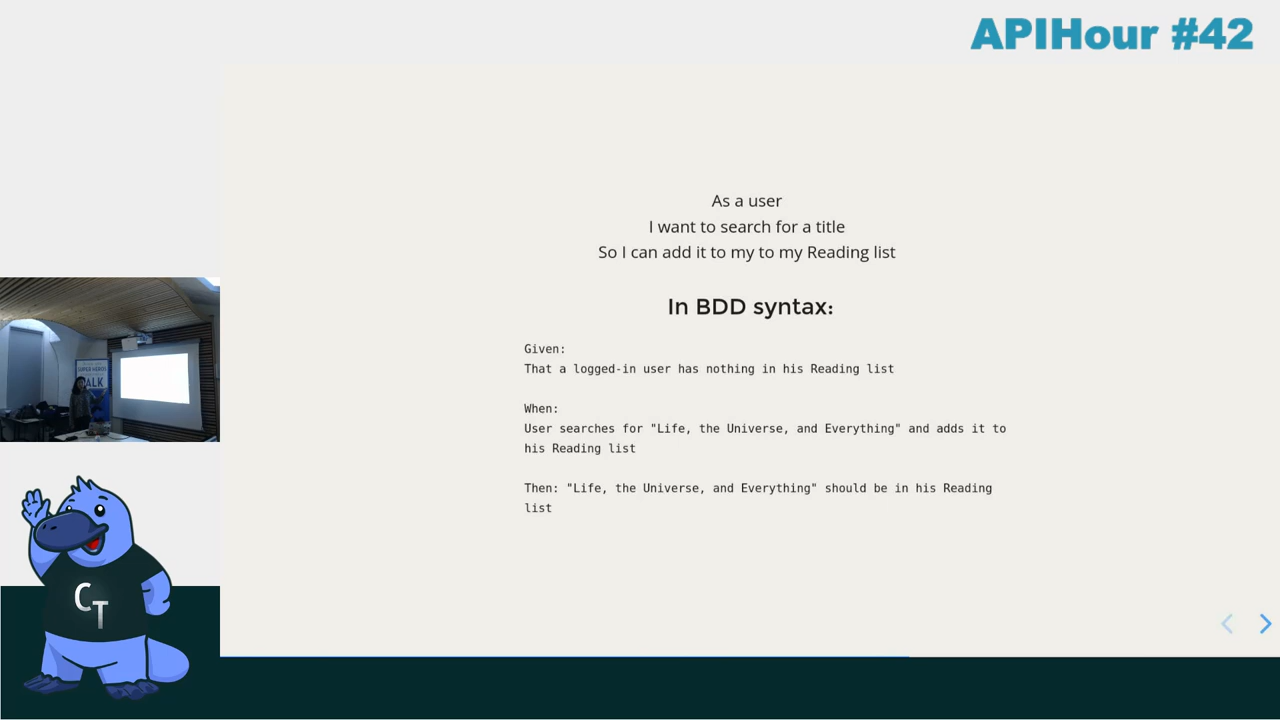 APIHour #42
As a user
I want to search for a title
So I can add it to my to my Reading list
In BDD syntax:
Given:
That a logged-in user has nothing in his Reading list
When:
User searches for "Life, the Universe, and Everything" and adds it to
his Reading list
Then: "Life, the Universe, and Everything" should be in his Reading
list
SUPER HEROES
ALK
CT